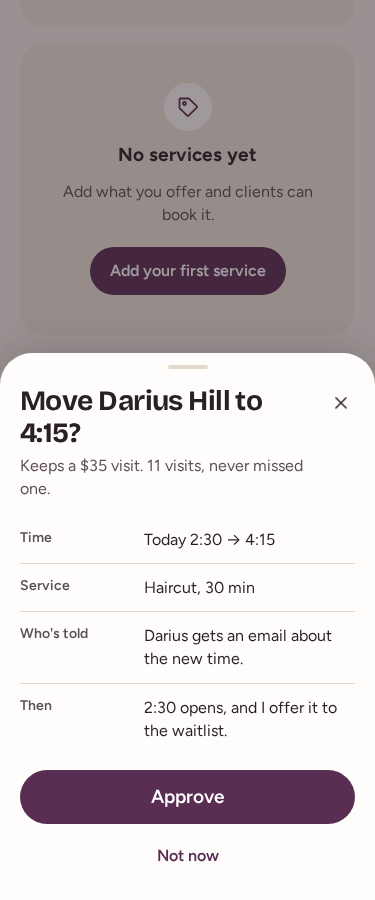 No services yet
Add what you offer and clients can
book it.
Add your first service
Move Darius Hill to
4:15?
Keeps a $35 visit. 11 visits, never missed
one.
Time
Today 2:30 → 4:15
Service
Haircut, 30 min
Who's told
Darius gets an email about
the new time.
Then
2:30 opens, and I offer it to
the waitlist.
Approve
Not now